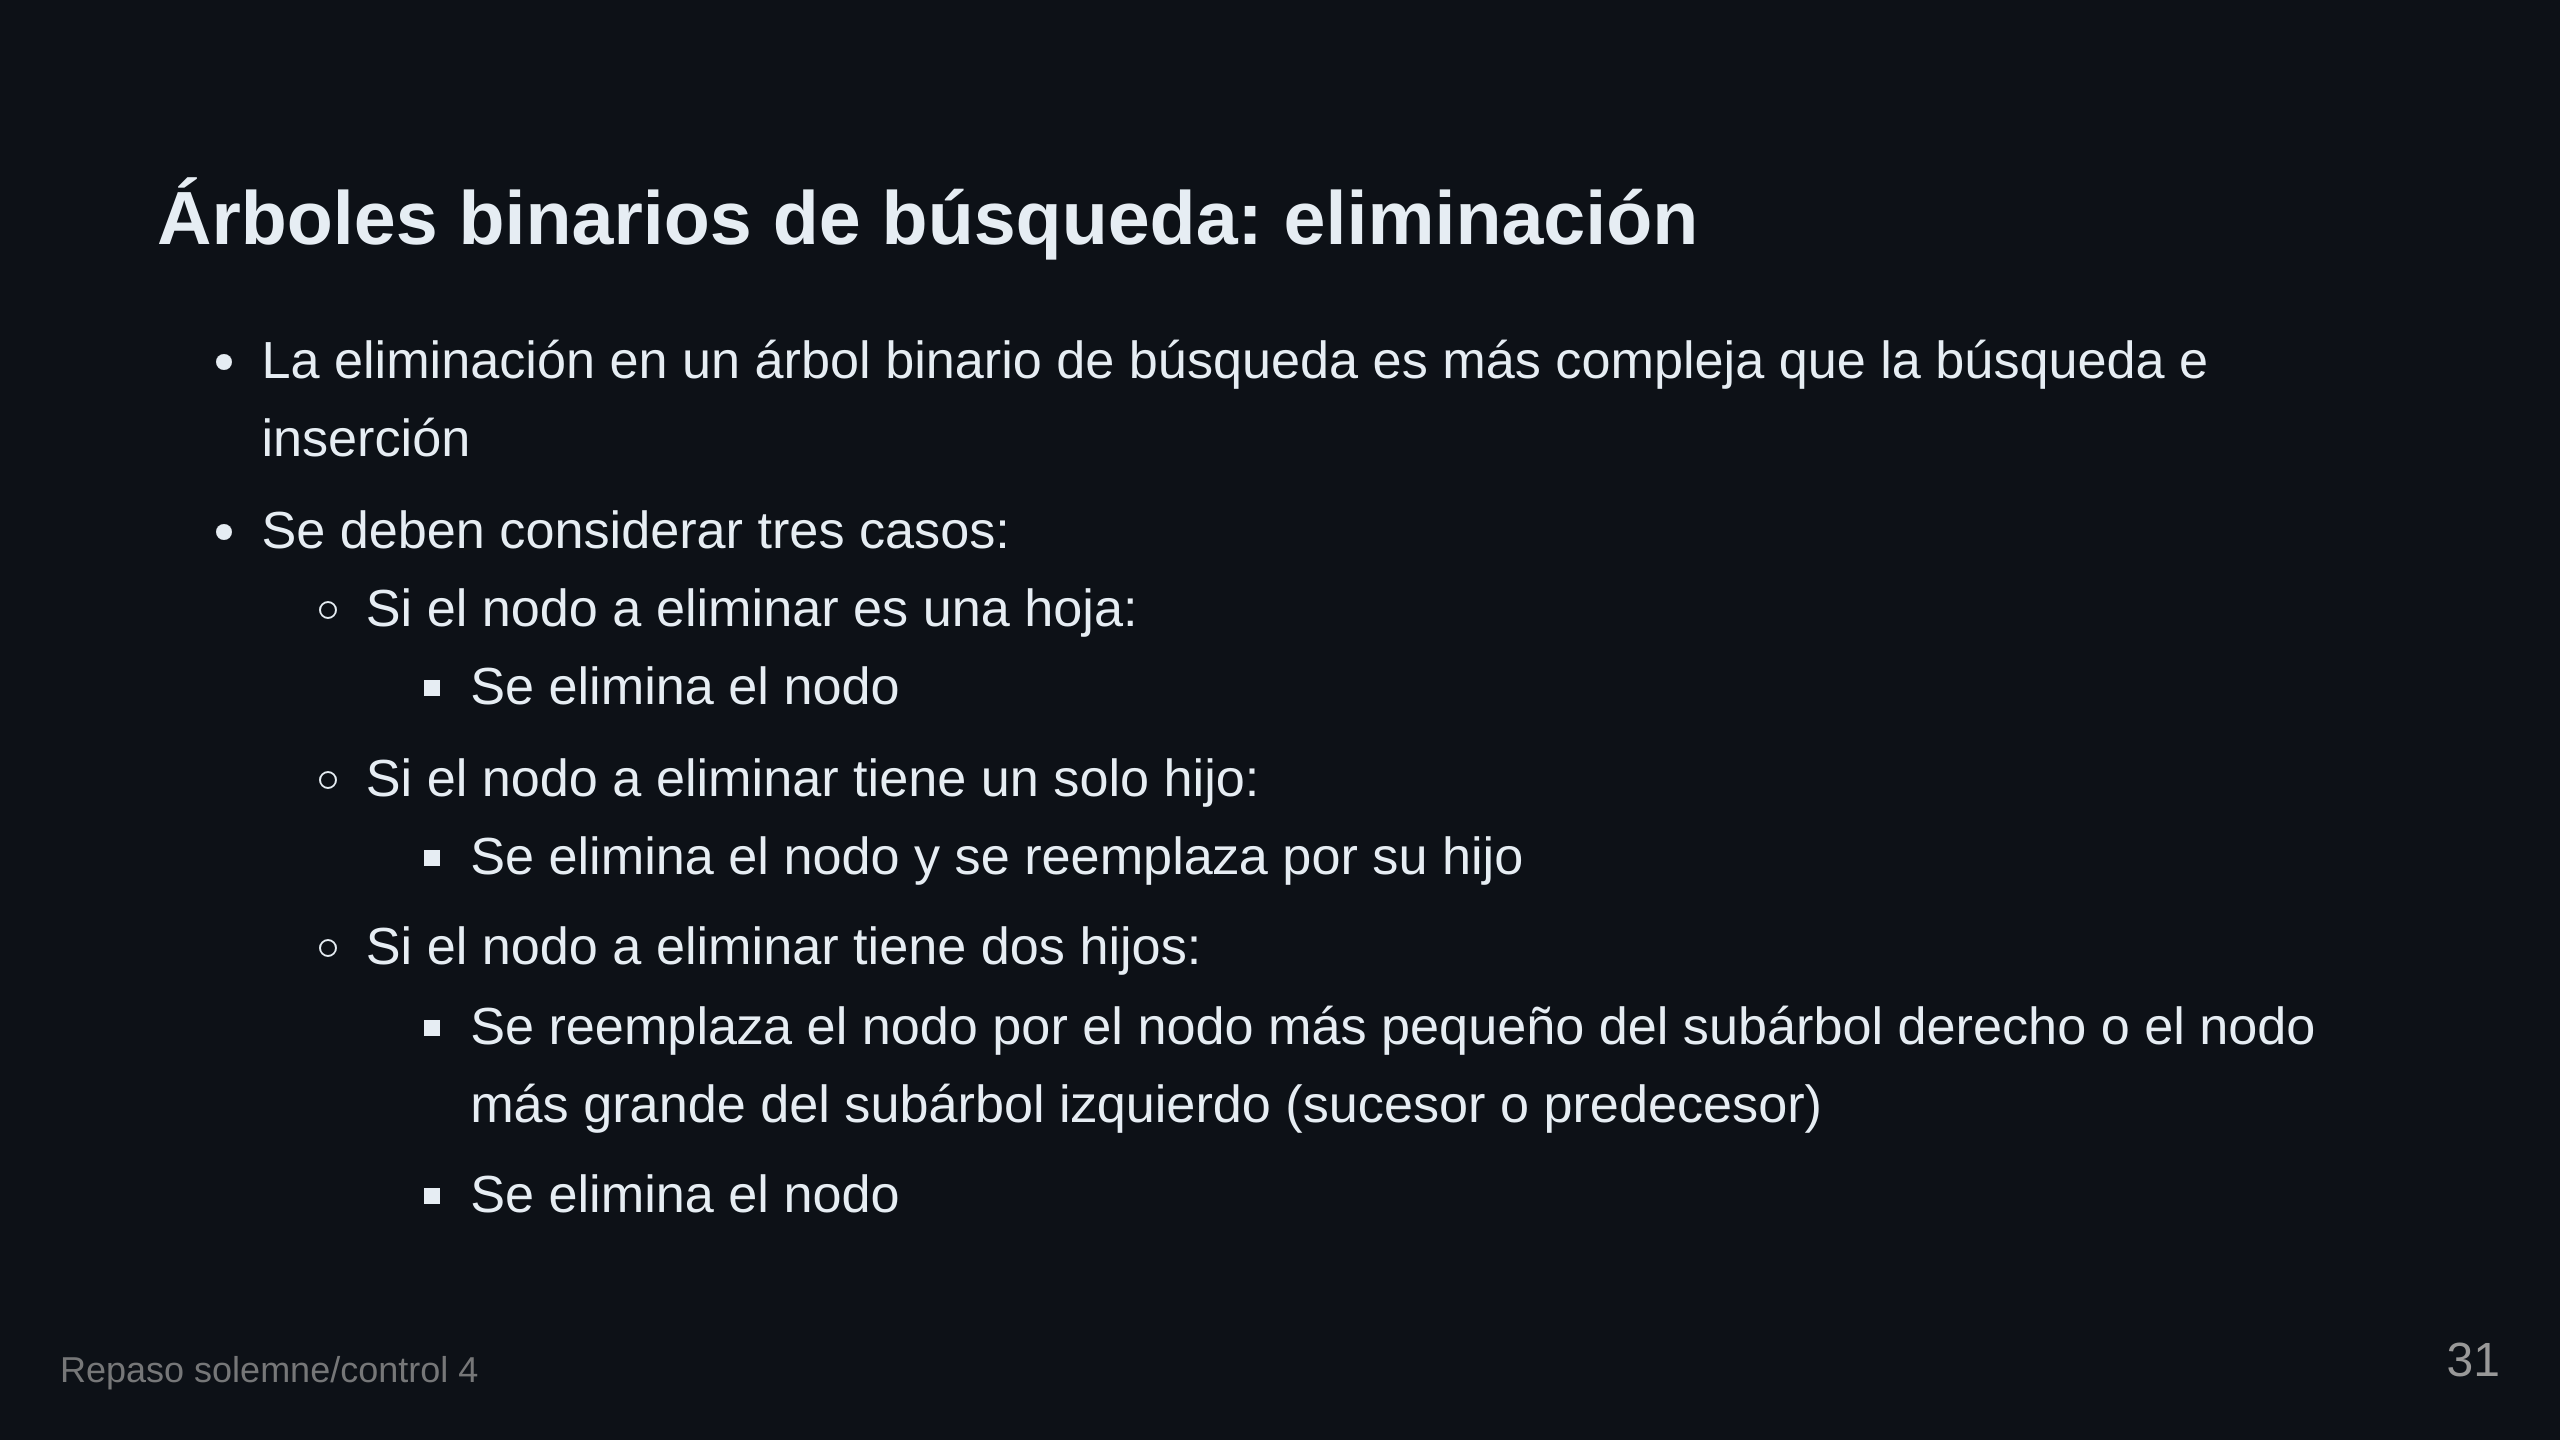 Árboles binarios de búsqueda: eliminación
La eliminación en un árbol binario de búsqueda es más compleja que la búsqueda e
inserción
Se deben considerar tres casos:
Si el nodo a eliminar es una hoja:
Se elimina el nodo
Si el nodo a eliminar tiene un solo hijo:
Se elimina el nodo y se reemplaza por su hijo
Si el nodo a eliminar tiene dos hijos:
Se reemplaza el nodo por el nodo más pequeño del subárbol derecho o el nodo
más grande del subárbol izquierdo (sucesor o predecesor)
Se elimina el nodo
Repaso solemne/control 4
31